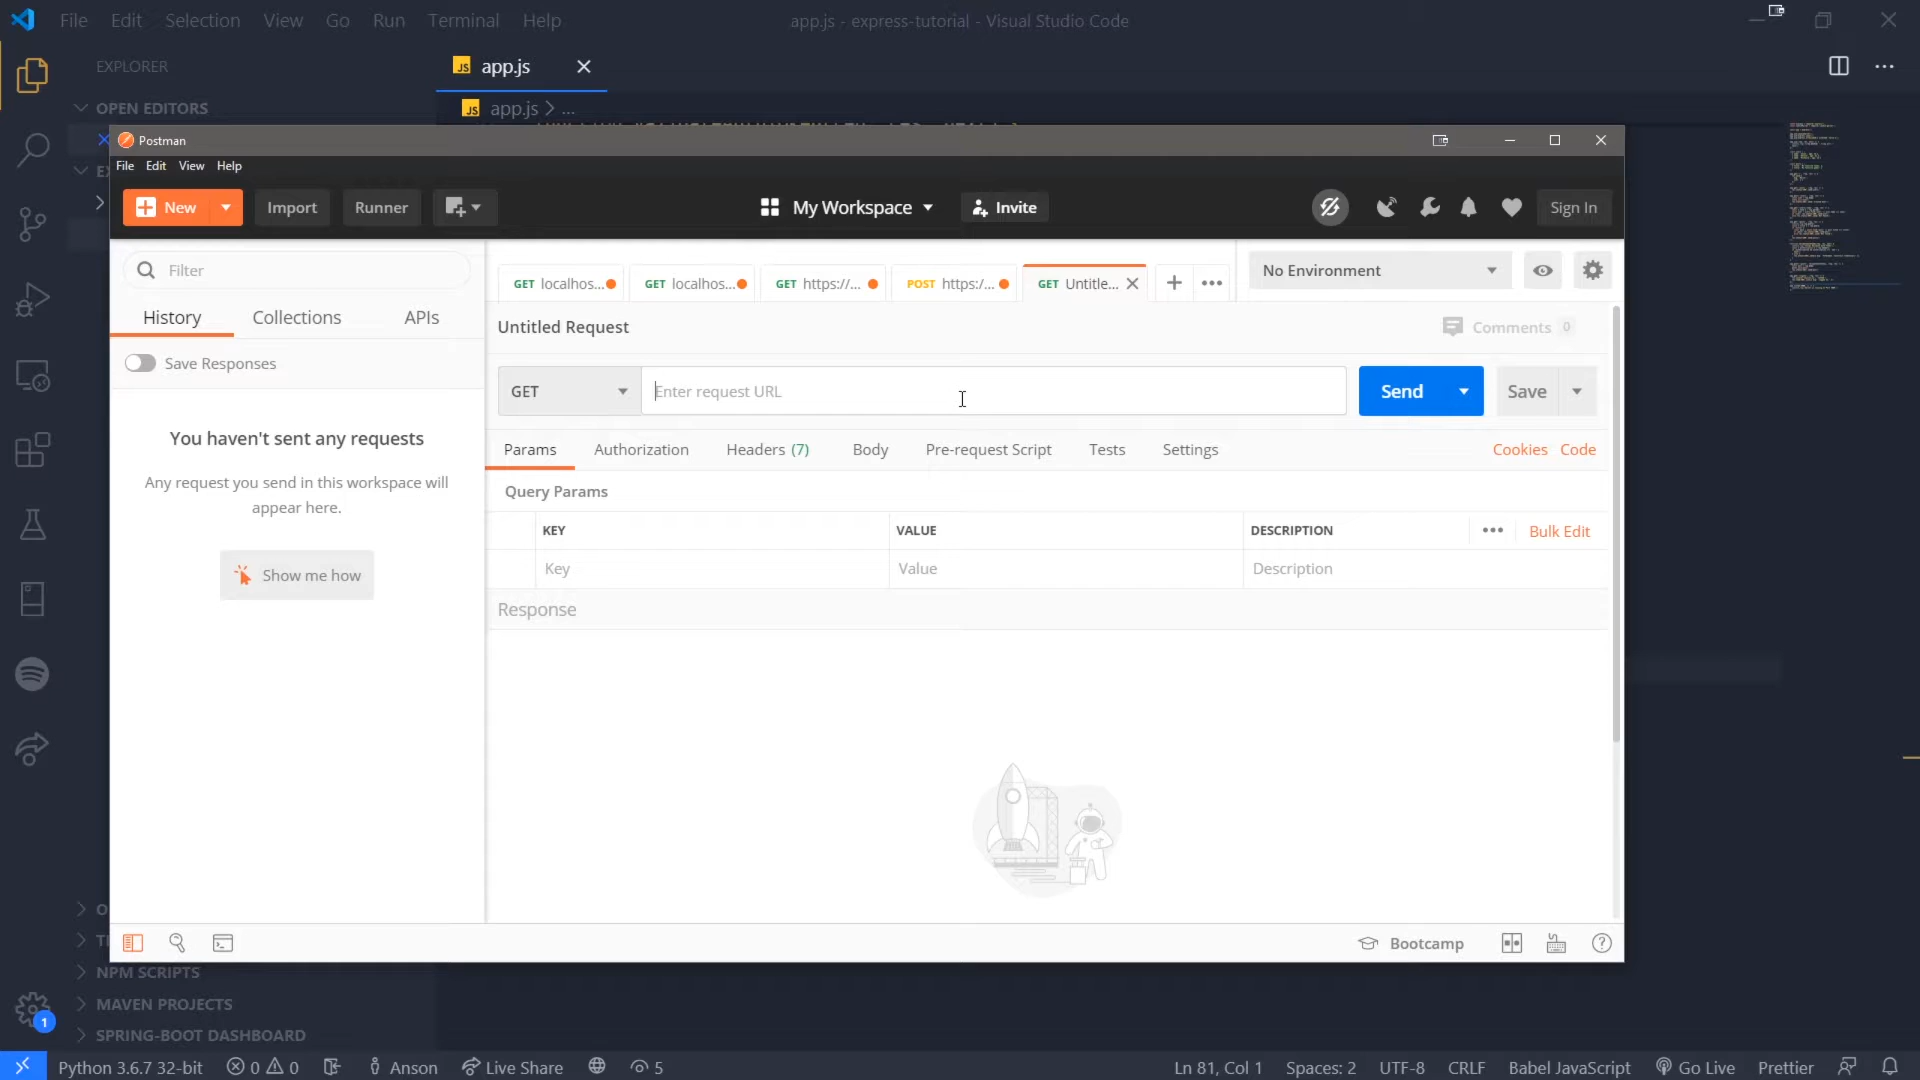 File Edit Selection View Go Run Terminal Help
app.js - express-tutorial - Visual Studio Code
EXPLORER
JS app.js
OPEN EDITORS
JS app.js > ...
Postman
File Edit View Help
New
Import
Runner
My Workspace
Invite
Sign In
Filter
GET localhos...
GET localhos...
GET https://...
POST https:/...
GET Untitle...
No Environment
History
Collections
APIs
Untitled Request
Comments 0
Save Responses
GET
Enter request URL
Send
Save
You haven't sent any requests
Any request you send in this workspace will
appear here.
Show me how
Params
Authorization
Headers (7)
Body
Pre-request Script
Tests
Settings
Cookies Code
Query Params
KEY
VALUE
DESCRIPTION
Bulk Edit
Key
Value
Description
Response
Bootcamp
NPM SCRIPTS
MAVEN PROJECTS
SPRING-BOOT DASHBOARD
1
Python 3.6.7 32-bit
0
0
Anson
Live Share
5
Ln 81, Col 1
Spaces: 2
UTF-8
CRLF
Babel JavaScript
Go Live
Prettier